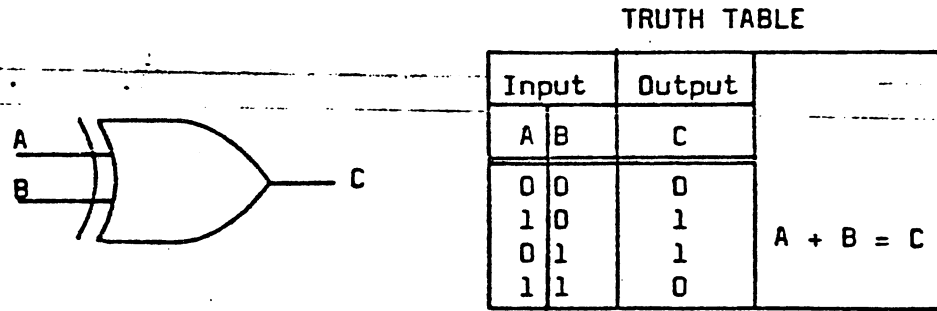 TRUTH TABLE
Input Output
A B C
A
B
C
0 0 0
1 0 1
0 1 1
1 1 0
A + B = C